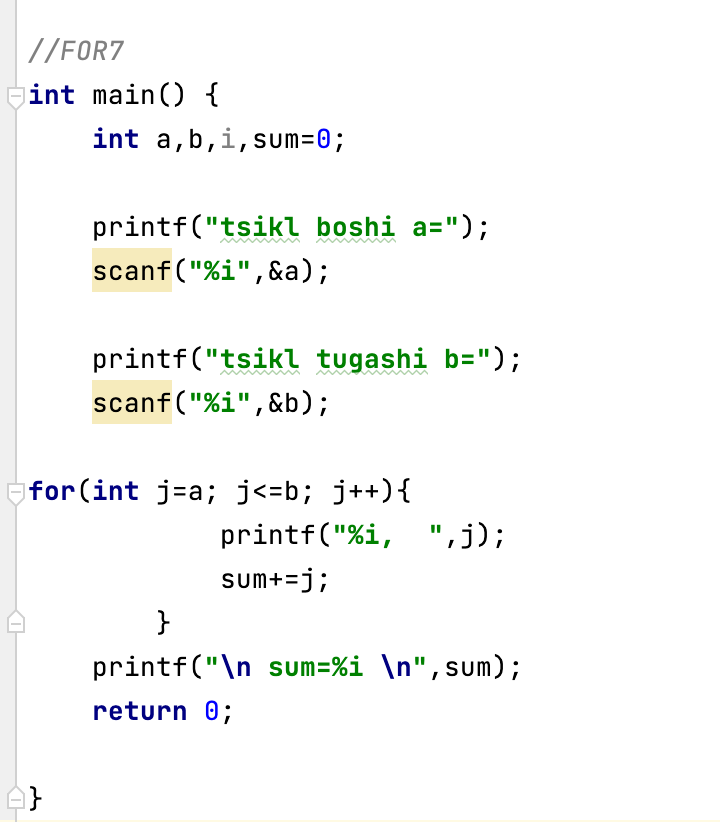 //FOR7
int main() {
    int a,b,i,sum=0;
    printf("tsikl boshi a=");
    scanf("%i",&a);
    printf("tsikl tugashi b=");
    scanf("%i",&b);
for(int j=a; j<=b; j++){
            printf("%i,  ",j);
            sum+=j;
        }
    printf("\n sum=%i \n",sum);
    return 0;
}